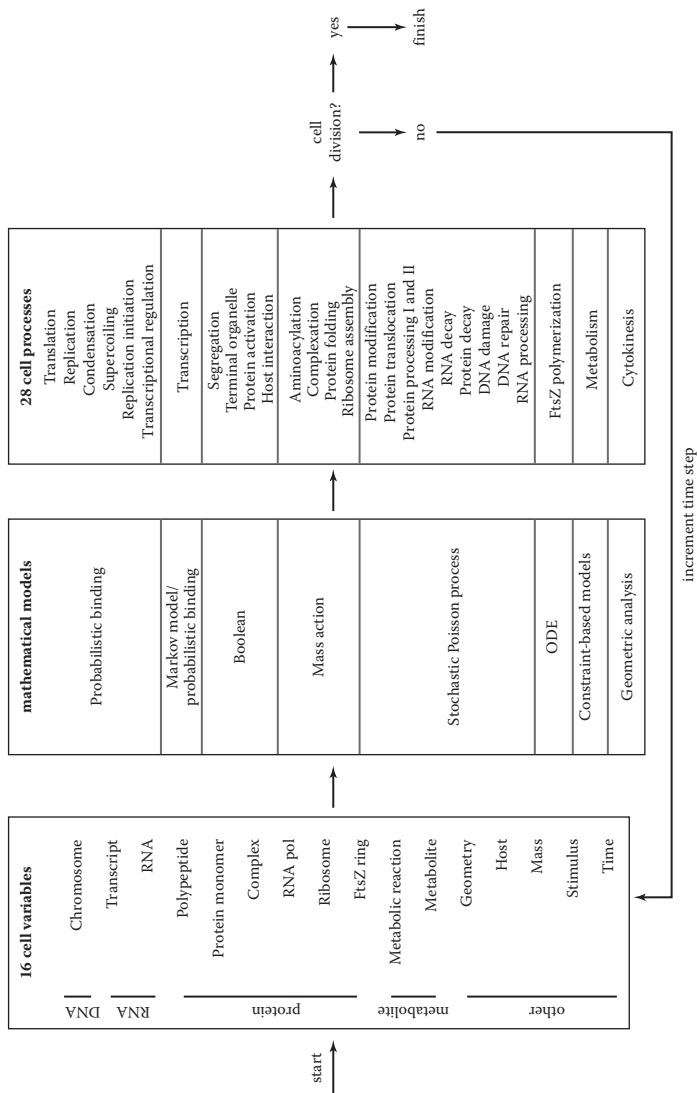 start
16 cell variables
DNA
Chromosome
RNA
Transcript
RNA
protein
Polypeptide
Protein monomer
Complex
RNA pol
Ribosome
FtsZ ring
metabolite
Metabolic reaction
Metabolite
other
Geometry
Host
Mass
Stimulus
Time
mathematical models
Probabilistic binding
Markov model/
probabilistic binding
Boolean
Mass action
Stochastic Poisson process
ODE
Constraint-based models
Geometric analysis
28 cell processes
Translation
Replication
Condensation
Supercoiling
Replication initiation
Transcriptional regulation
Transcription
Segregation
Terminal organelle
Protein activation
Host interaction
Aminoacylation
Complexation
Protein folding
Ribosome assembly
Protein modification
Protein translocation
Protein processing I and II
RNA modification
RNA decay
Protein decay
DNA damage
DNA repair
RNA processing
FtsZ polymerization
Metabolism
Cytokinesis
cell
division?
yes
finish
no
increment time step